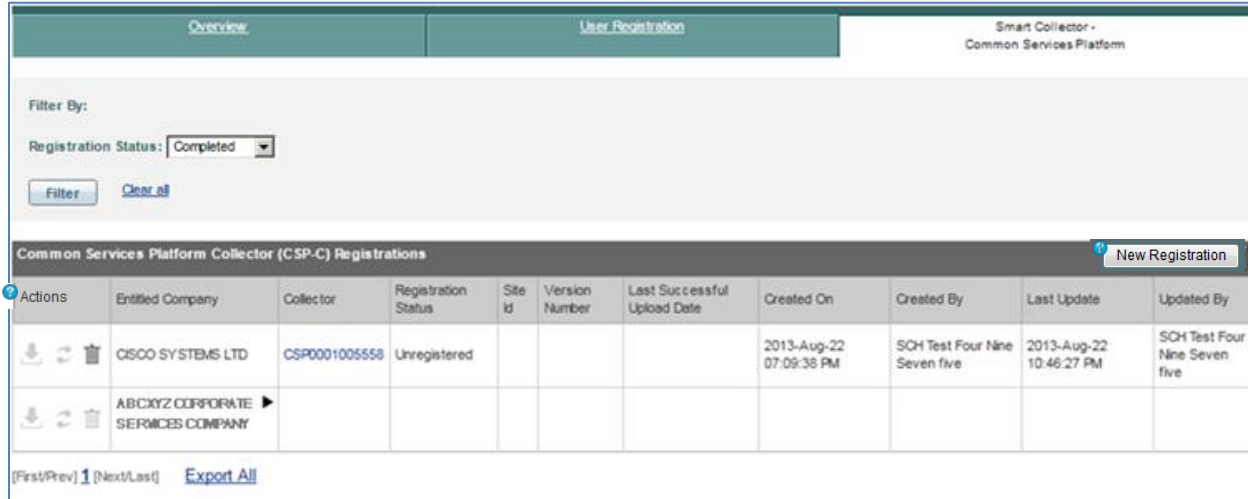 Overview
User Registration
Smart Collector -
Common Services Platform
Filter By:
Registration Status: Completed
Filter Clear all
Common Services Platform Collector (CSP-C) Registrations
? New Registration
? Actions
Entitled Company
Collector
Registration
Status
Site
Id
Version
Number
Last Successful
Upload Date
Created On
Created By
Last Update
Updated By
CISCO SYSTEMS LTD
CSP0001005558
Unregistered
2013-Aug-22
07:09:38 PM
SCH Test Four Nine
Seven five
2013-Aug-22
10:46:27 PM
SCH Test Four
Nine Seven
five
ABCXYZ CORPORATE
SERVICES COMPANY
[First/Prev] 1 [Next/Last] Export All